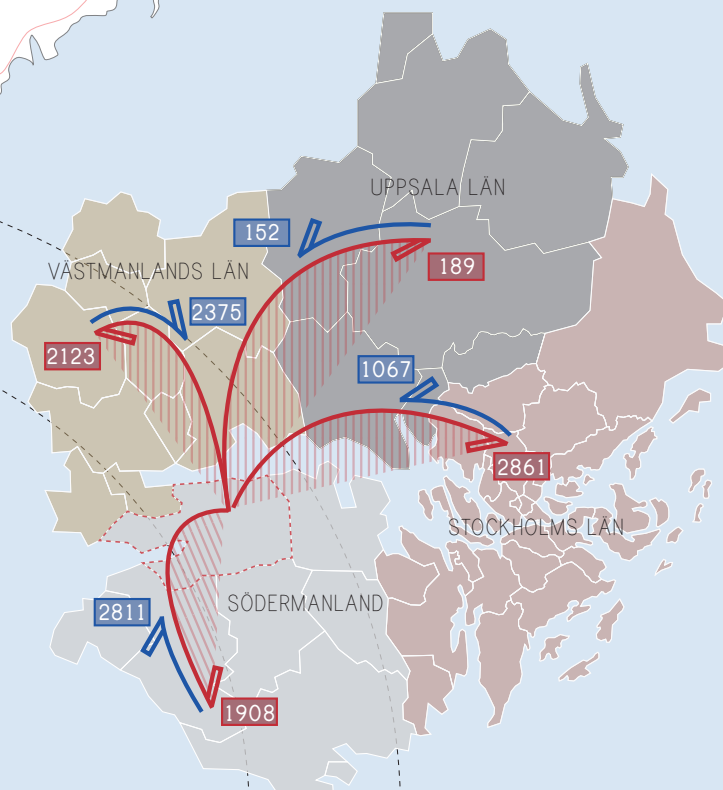 UPPSALA LÄN
152
189
VÄSTMANLANDS LÄN
2375
2123
1067
2861
STOCKHOLMS LÄN
SÖDERMANLAND
2811
1908